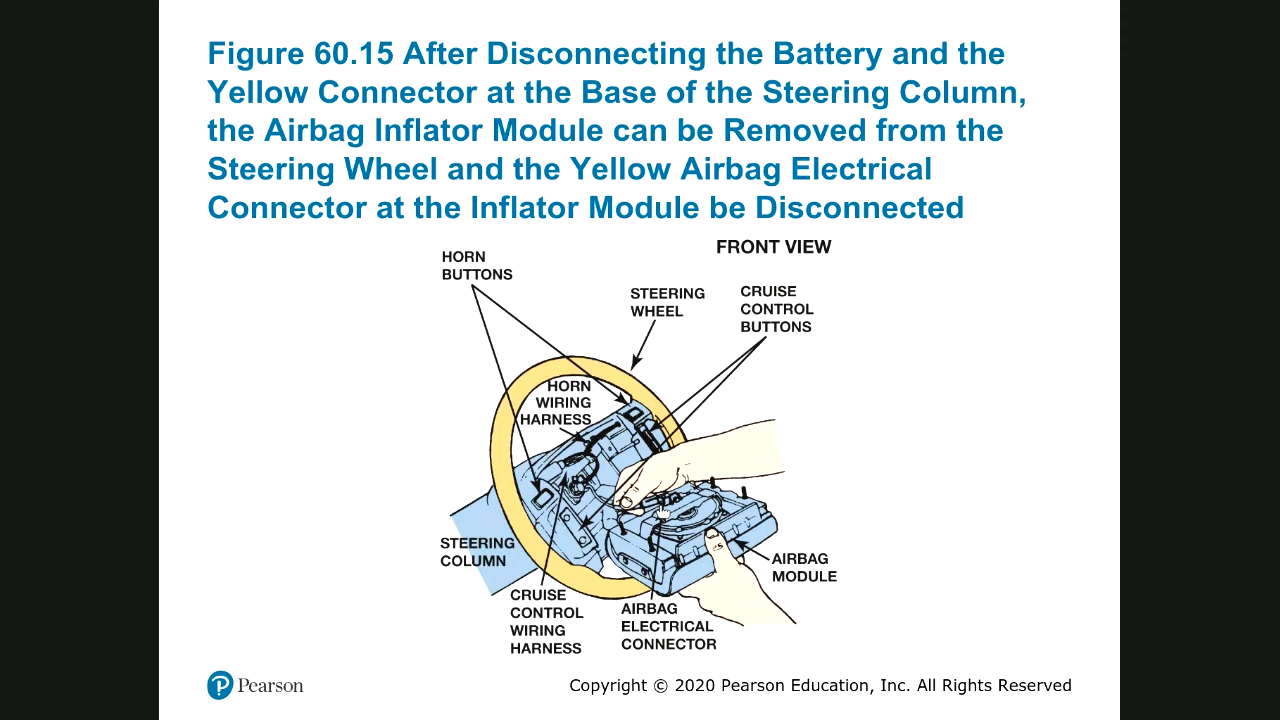 Figure 60.15 After Disconnecting the Battery and the
Yellow Connector at the Base of the Steering Column,
the Airbag Inflator Module can be Removed from the
Steering Wheel and the Yellow Airbag Electrical
Connector at the Inflator Module be Disconnected
FRONT VIEW
HORN
BUTTONS
STEERING
WHEEL
CRUISE
CONTROL
BUTTONS
HORN
WIRING
HARNESS
STEERING
COLUMN
CRUISE
CONTROL
WIRING
HARNESS
AIRBAG
ELECTRICAL
CONNECTOR
AIRBAG
MODULE
Pearson
Copyright © 2020 Pearson Education, Inc. All Rights Reserved